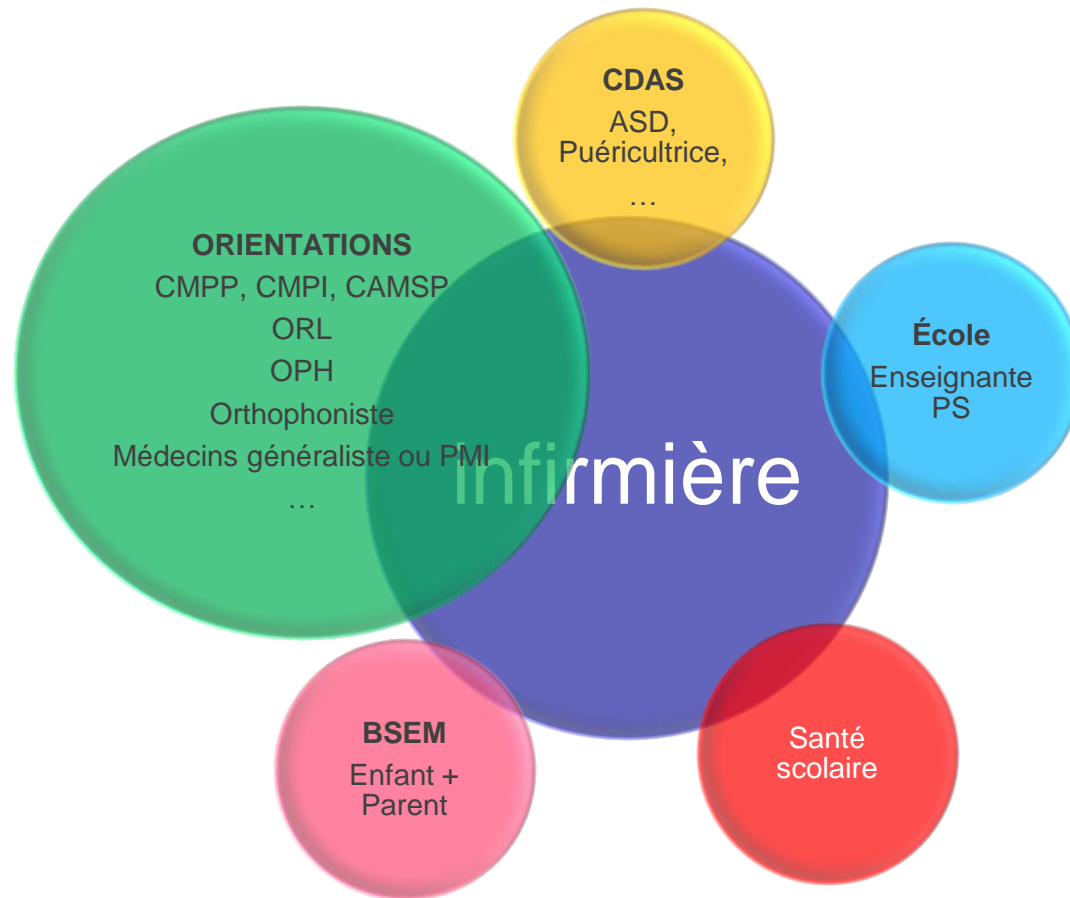 CDAS
ASD,
Puéricultrice,
…
ORIENTATIONS
CMPP, CMPI, CAMSP
ORL
OPH
Orthophoniste
Médecins généraliste ou PMI
…
École
Enseignante
PS
Infirmière
BSEM
Enfant +
Parent
Santé
scolaire